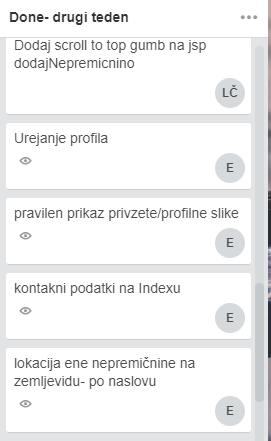 Done- drugi teden
Dodaj scroll to top gumb na jsp
dodajNepremicnino
LČ
Urejanje profila
E
pravilen prikaz privzete/profilne slike
E
kontakni podatki na Indexu
E
lokacija ene nepremičnine na
zemljevidu- po naslovu
E